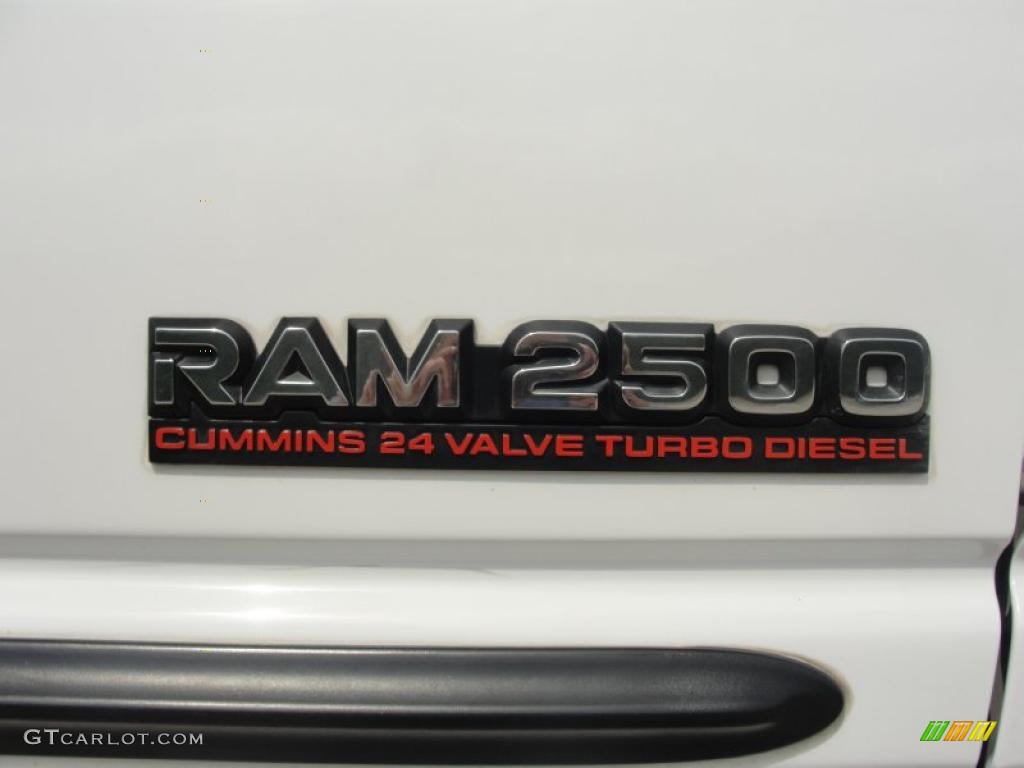 RAM 2500
CUMMINS 24 VALVE TURBO DIESEL
GTCARLOT.COM